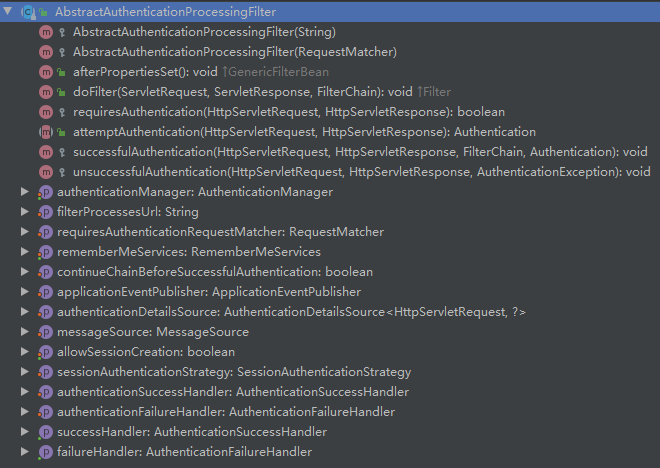 AbstractAuthenticationProcessingFilter
AbstractAuthenticationProcessingFilter(String)
AbstractAuthenticationProcessingFilter(RequestMatcher)
afterPropertiesSet(): void ↑GenericFilterBean
doFilter(ServletRequest, ServletResponse, FilterChain): void ↑Filter
requiresAuthentication(HttpServletRequest, HttpServletResponse): boolean
attemptAuthentication(HttpServletRequest, HttpServletResponse): Authentication
successfulAuthentication(HttpServletRequest, HttpServletResponse, FilterChain, Authentication): void
unsuccessfulAuthentication(HttpServletRequest, HttpServletResponse, AuthenticationException): void
authenticationManager: AuthenticationManager
filterProcessesUrl: String
requiresAuthenticationRequestMatcher: RequestMatcher
rememberMeServices: RememberMeServices
continueChainBeforeSuccessfulAuthentication: boolean
applicationEventPublisher: ApplicationEventPublisher
authenticationDetailsSource: AuthenticationDetailsSource<HttpServletRequest, ?>
messageSource: MessageSource
allowSessionCreation: boolean
sessionAuthenticationStrategy: SessionAuthenticationStrategy
authenticationSuccessHandler: AuthenticationSuccessHandler
authenticationFailureHandler: AuthenticationFailureHandler
successHandler: AuthenticationSuccessHandler
failureHandler: AuthenticationFailureHandler